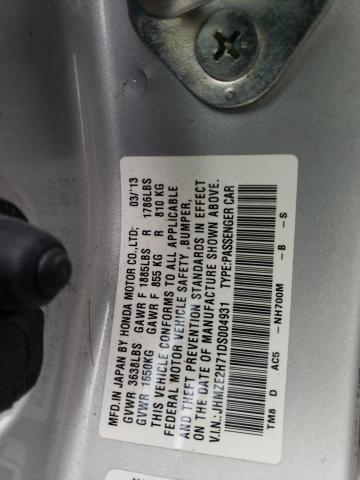 MFD.IN JAPAN BY HONDA MOTOR CO.,LTD; 03/'13
GVWR 3638LBS GAWR F 1885LBS R 1786LBS
GVWR 1650KG GAWR F 855 KG R 810 KG
THIS VEHICLE CONFORMS TO ALL APPLICABLE
FEDERAL MOTOR VEHICLE SAFETY ,BUMPER,
THEFT PREVENTION STANDARDS IN EFFECT
ON THE DATE OF MANUFACTURE SHOWN ABOVE.
V.I.N.: JHMZE2H71DS004931 TYPE:PASSENGER CAR
TM8 D AC5 -NH700M -B -S